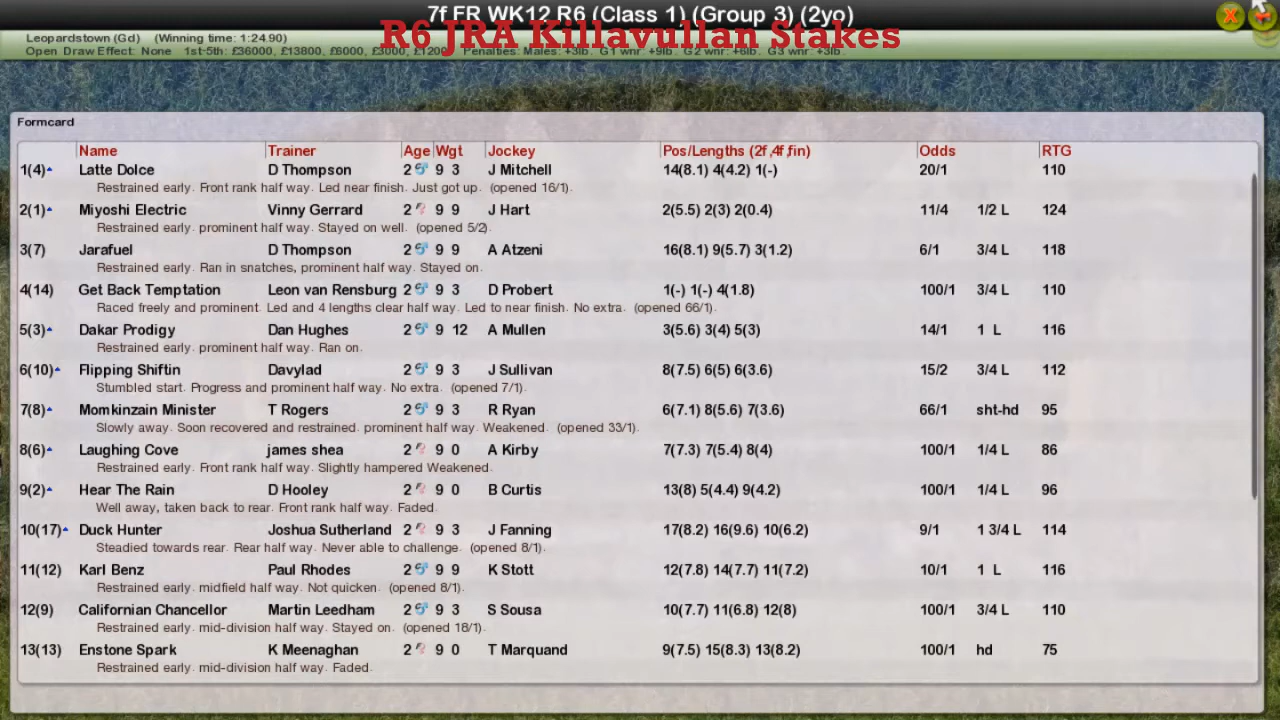 7f FR WK12 R6 (Class 1) (Group 3) (2yo)
R6 JRA Killavullan Stakes
Leopardstown (Gd) (Winning time: 1:24.90)
Open Draw Effect: None 1st-5th: £36000, £13800, £6000, £3000, £1200 Penalties: Males: +3lb. G1 wnr: +9lb. G2 wnr: +6lb. G3 wnr: +3lb.
Formcard
Name Trainer Age Wgt Jockey Pos/Lengths (2f,4f,fin) Odds RTG
1(4) Latte Dolce D Thompson 2 9 3 J Mitchell 14(8.1) 4(4.2) 1(-) 20/1 110
Restrained early. Front rank half way. Led near finish. Just got up. (opened 16/1).
2(1) Miyoshi Electric Vinny Gerrard 2 9 9 J Hart 2(5.5) 2(3) 2(0.4) 11/4 1/2 L 124
Restrained early. prominent half way. Stayed on well. (opened 5/2).
3(7) Jarafuel D Thompson 2 9 9 A Atzeni 16(8.1) 9(5.7) 3(1.2) 6/1 3/4 L 118
Restrained early. Ran in snatches, prominent half way. Stayed on.
4(14) Get Back Temptation Leon van Rensburg 2 9 3 D Probert 1(-) 1(-) 4(1.8) 100/1 3/4 L 110
Raced freely and prominent. Led and 4 lengths clear half way. Led to near finish. No extra. (opened 66/1).
5(3) Dakar Prodigy Dan Hughes 2 9 12 A Mullen 3(5.6) 3(4) 5(3) 14/1 1 L 116
Restrained early. prominent half way. Ran on.
6(10) Flipping Shiftin Davylad 2 9 3 J Sullivan 8(7.5) 6(5) 6(3.6) 15/2 3/4 L 112
Stumbled start. Progress and prominent half way. No extra. (opened 7/1).
7(8) Momkinzain Minister T Rogers 2 9 3 R Ryan 6(7.1) 8(5.6) 7(3.6) 66/1 sht-hd 95
Slowly away. Soon recovered and restrained. prominent half way. Weakened. (opened 33/1).
8(6) Laughing Cove james shea 2 9 0 A Kirby 7(7.3) 7(5.4) 8(4) 100/1 1/4 L 86
Restrained early. Front rank half way. Slightly hampered Weakened.
9(2) Hear The Rain D Hooley 2 9 0 B Curtis 13(8) 5(4.4) 9(4.2) 100/1 1/4 L 96
Well away, taken back to rear. Front rank half way. Faded.
10(17) Duck Hunter Joshua Sutherland 2 9 3 J Fanning 17(8.2) 16(9.6) 10(6.2) 9/1 1 3/4 L 114
Steadied towards rear. Rear half way. Never able to challenge. (opened 8/1).
11(12) Karl Benz Paul Rhodes 2 9 9 K Stott 12(7.8) 14(7.7) 11(7.2) 10/1 1 L 116
Restrained early. midfield half way. Not quicken. (opened 8/1).
12(9) Californian Chancellor Martin Leedham 2 9 3 S Sousa 10(7.7) 11(6.8) 12(8) 100/1 3/4 L 110
Restrained early. mid-division half way. Stayed on. (opened 18/1).
13(13) Enstone Spark K Meenaghan 2 9 0 T Marquand 9(7.5) 15(8.3) 13(8.2) 100/1 hd 75
Restrained early. mid-division half way. Faded.